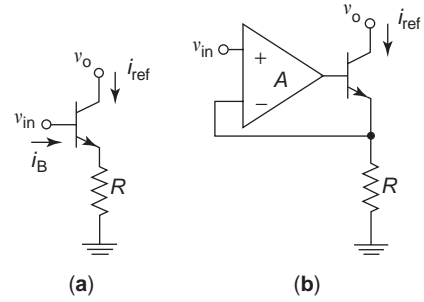 v_o
i_ref
v_in
i_B
R
(a)
v_in
+
−
A
v_o
i_ref
R
(b)